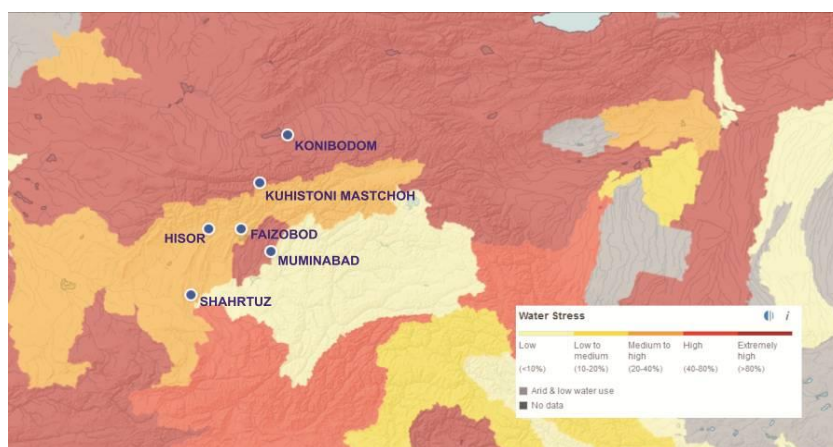 KONIBODOM
KUHISTONI MASTCHOH
HISOR
FAIZOBOD
MUMINABAD
SHAHRTUZ
Water Stress i
Low Low to Medium to High Extremely
medium high high
(<10%) (10-20%) (20-40%) (40-80%) (>80%)
Arid & low water use
No data